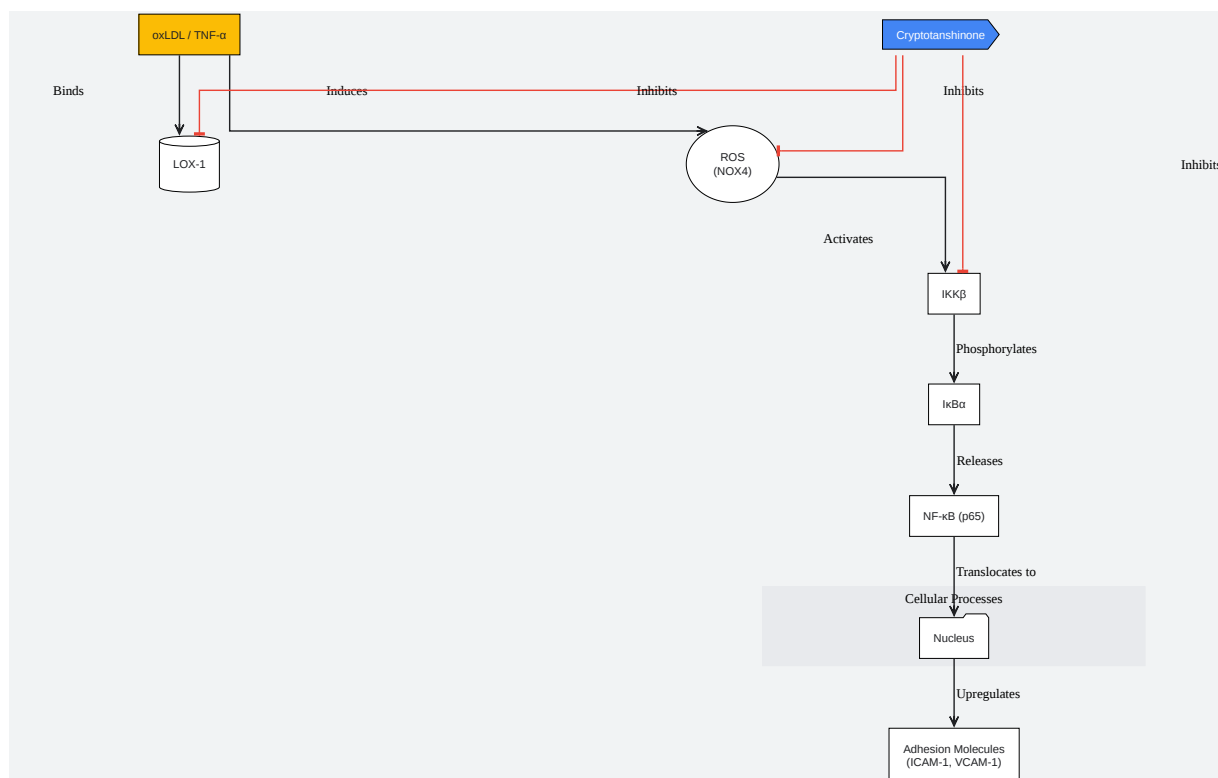 oxLDL / TNF-α
Cryptotanshinone
Binds
Induces
Inhibits
Inhibits
LOX-1
ROS
(NOX4)
Inhibits
Activates
IKKβ
Phosphorylates
IκBα
Releases
NF-κB (p65)
Translocates to
Cellular Processes
Nucleus
Upregulates
Adhesion Molecules
(ICAM-1, VCAM-1)